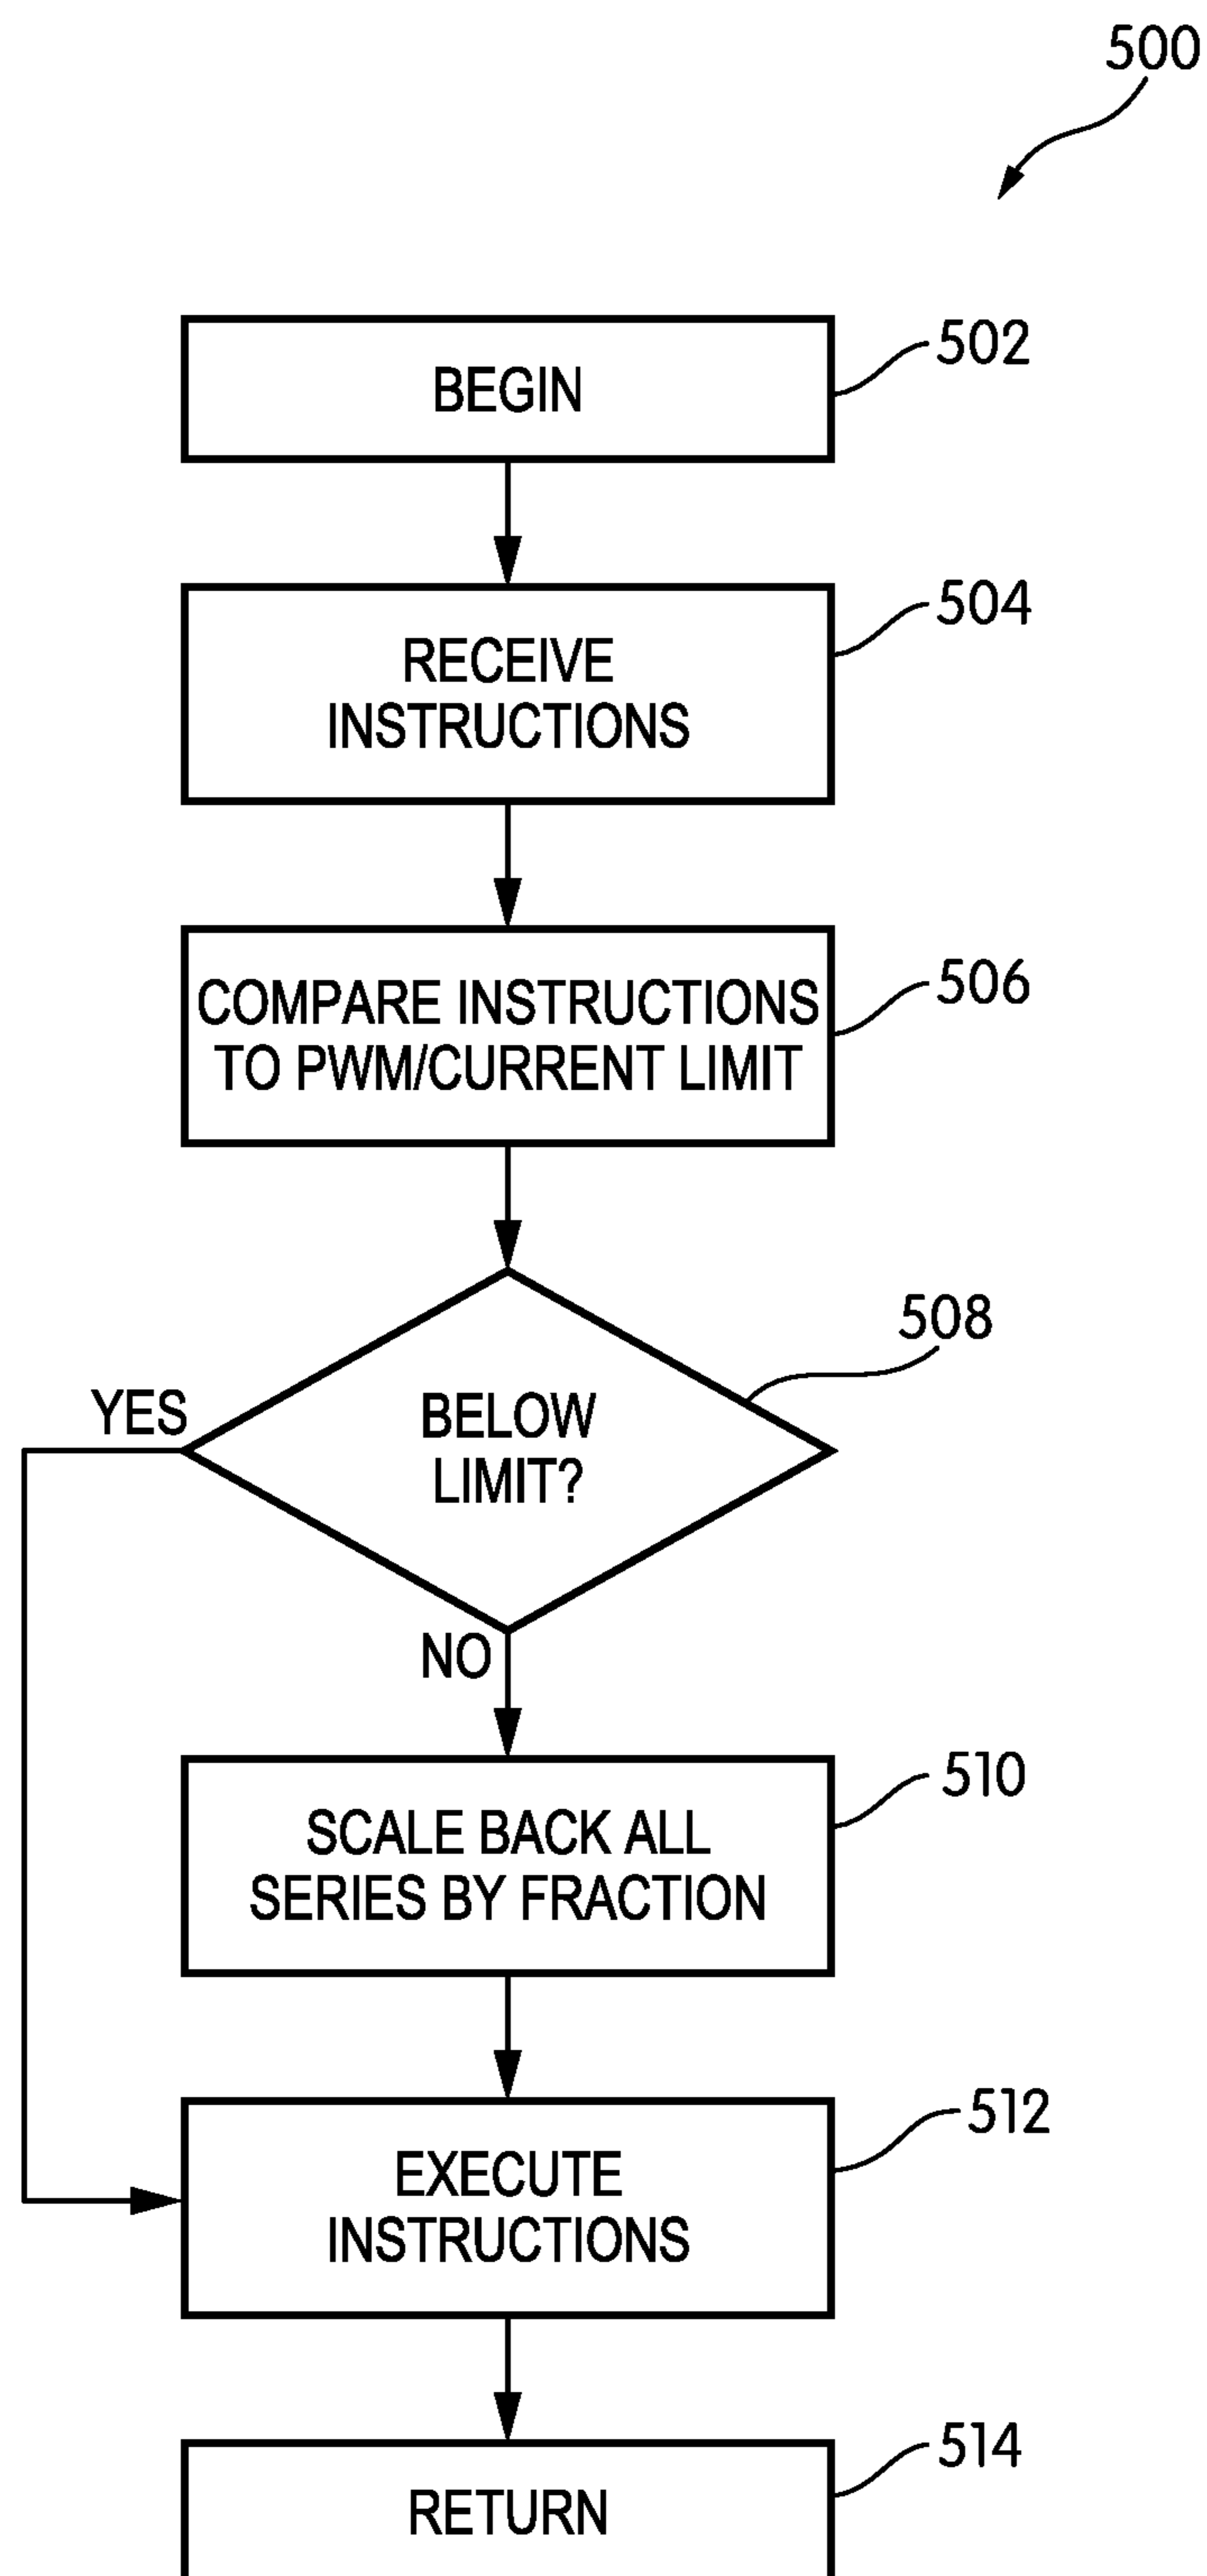 500
BEGIN
502
RECEIVE
INSTRUCTIONS
504
COMPARE INSTRUCTIONS
TO PWM/CURRENT LIMIT
506
BELOW
LIMIT?
508
YES
NO
SCALE BACK ALL
SERIES BY FRACTION
510
EXECUTE
INSTRUCTIONS
512
RETURN
514